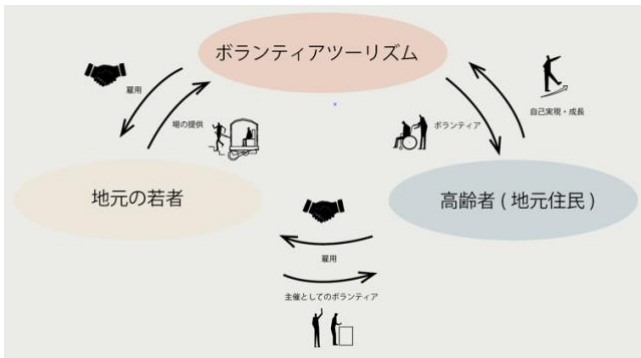 ボランティアツーリズム
雇用
自己実現・成長
場の提供
ボランティア
地元の若者
高齢者 ( 地元住民 )
雇用
主催としてのボランティア